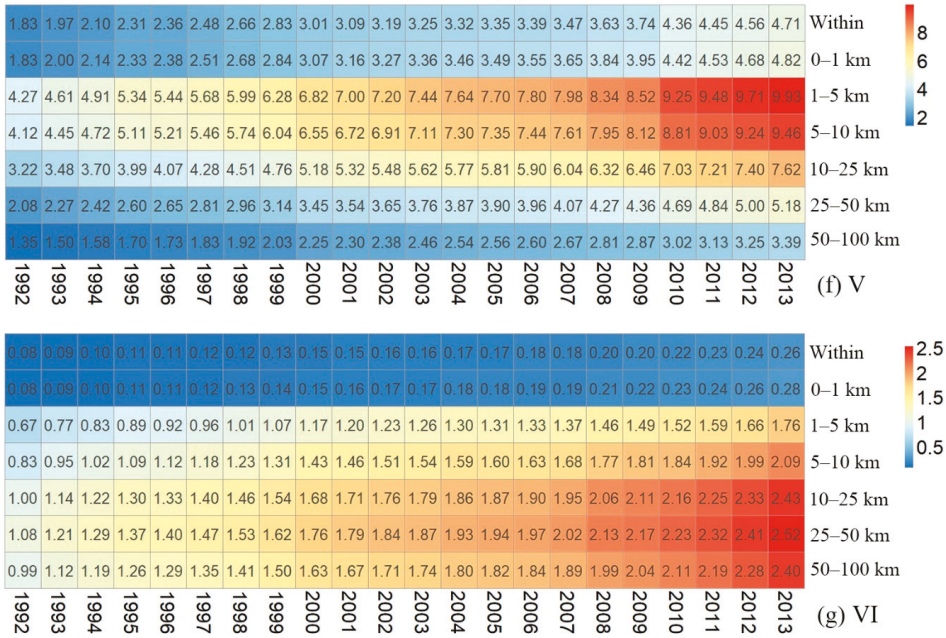 1.83 1.97 2.10 2.31 2.36 2.48 2.66 2.83 3.01 3.09 3.19 3.25 3.32 3.35 3.39 3.47 3.63 3.74 4.36 4.45 4.56 4.71 Within
1.83 2.00 2.14 2.33 2.38 2.51 2.68 2.84 3.07 3.16 3.27 3.36 3.46 3.49 3.55 3.65 3.84 3.95 4.42 4.53 4.68 4.82 0–1 km
4.27 4.61 4.91 5.34 5.44 5.68 5.99 6.28 6.82 7.00 7.20 7.44 7.64 7.70 7.80 7.98 8.34 8.52 9.25 9.48 9.71 9.93 1–5 km
4.12 4.45 4.72 5.11 5.21 5.46 5.74 6.04 6.55 6.72 6.91 7.11 7.30 7.35 7.44 7.61 7.95 8.12 8.81 9.03 9.24 9.46 5–10 km
3.22 3.48 3.70 3.99 4.07 4.28 4.51 4.76 5.18 5.32 5.48 5.62 5.77 5.81 5.90 6.04 6.32 6.46 7.03 7.21 7.40 7.62 10–25 km
2.08 2.27 2.42 2.60 2.65 2.81 2.96 3.14 3.45 3.54 3.65 3.76 3.87 3.90 3.96 4.07 4.27 4.36 4.69 4.84 5.00 5.18 25–50 km
1.35 1.50 1.58 1.70 1.73 1.83 1.92 2.03 2.25 2.30 2.38 2.46 2.54 2.56 2.60 2.67 2.81 2.87 3.02 3.13 3.25 3.39 50–100 km
8
6
4
2
1992 1993 1994 1995 1996 1997 1998 1999 2000 2001 2002 2003 2004 2005 2006 2007 2008 2009 2010 2011 2012 2013
(f) V
0.08 0.09 0.10 0.11 0.11 0.12 0.12 0.13 0.15 0.15 0.16 0.16 0.17 0.17 0.18 0.18 0.20 0.20 0.22 0.23 0.24 0.26 Within
0.08 0.09 0.10 0.11 0.11 0.12 0.13 0.14 0.15 0.16 0.17 0.17 0.18 0.18 0.19 0.19 0.21 0.22 0.23 0.24 0.26 0.28 0–1 km
0.67 0.77 0.83 0.89 0.92 0.96 1.01 1.07 1.17 1.20 1.23 1.26 1.30 1.31 1.33 1.37 1.46 1.49 1.52 1.59 1.66 1.76 1–5 km
0.83 0.95 1.02 1.09 1.12 1.18 1.23 1.31 1.43 1.46 1.51 1.54 1.59 1.60 1.63 1.68 1.77 1.81 1.84 1.92 1.99 2.09 5–10 km
1.00 1.14 1.22 1.30 1.33 1.40 1.46 1.54 1.68 1.71 1.76 1.79 1.86 1.87 1.90 1.95 2.06 2.11 2.16 2.25 2.33 2.43 10–25 km
1.08 1.21 1.29 1.37 1.40 1.47 1.53 1.62 1.76 1.79 1.84 1.87 1.93 1.94 1.97 2.02 2.13 2.17 2.23 2.32 2.41 2.52 25–50 km
0.99 1.12 1.19 1.26 1.29 1.35 1.41 1.50 1.63 1.67 1.71 1.74 1.80 1.82 1.84 1.89 1.99 2.04 2.11 2.19 2.28 2.40 50–100 km
2.5
2
1.5
1
0.5
1992 1993 1994 1995 1996 1997 1998 1999 2000 2001 2002 2003 2004 2005 2006 2007 2008 2009 2010 2011 2012 2013
(g) VI